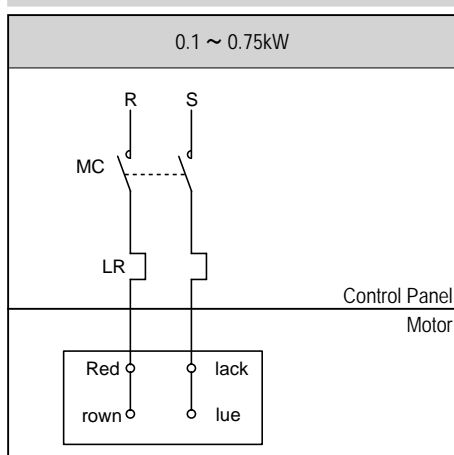 0.1 ~ 0.75kW
R S
MC
LR
Control Panel
Motor
Red lack
rown lue